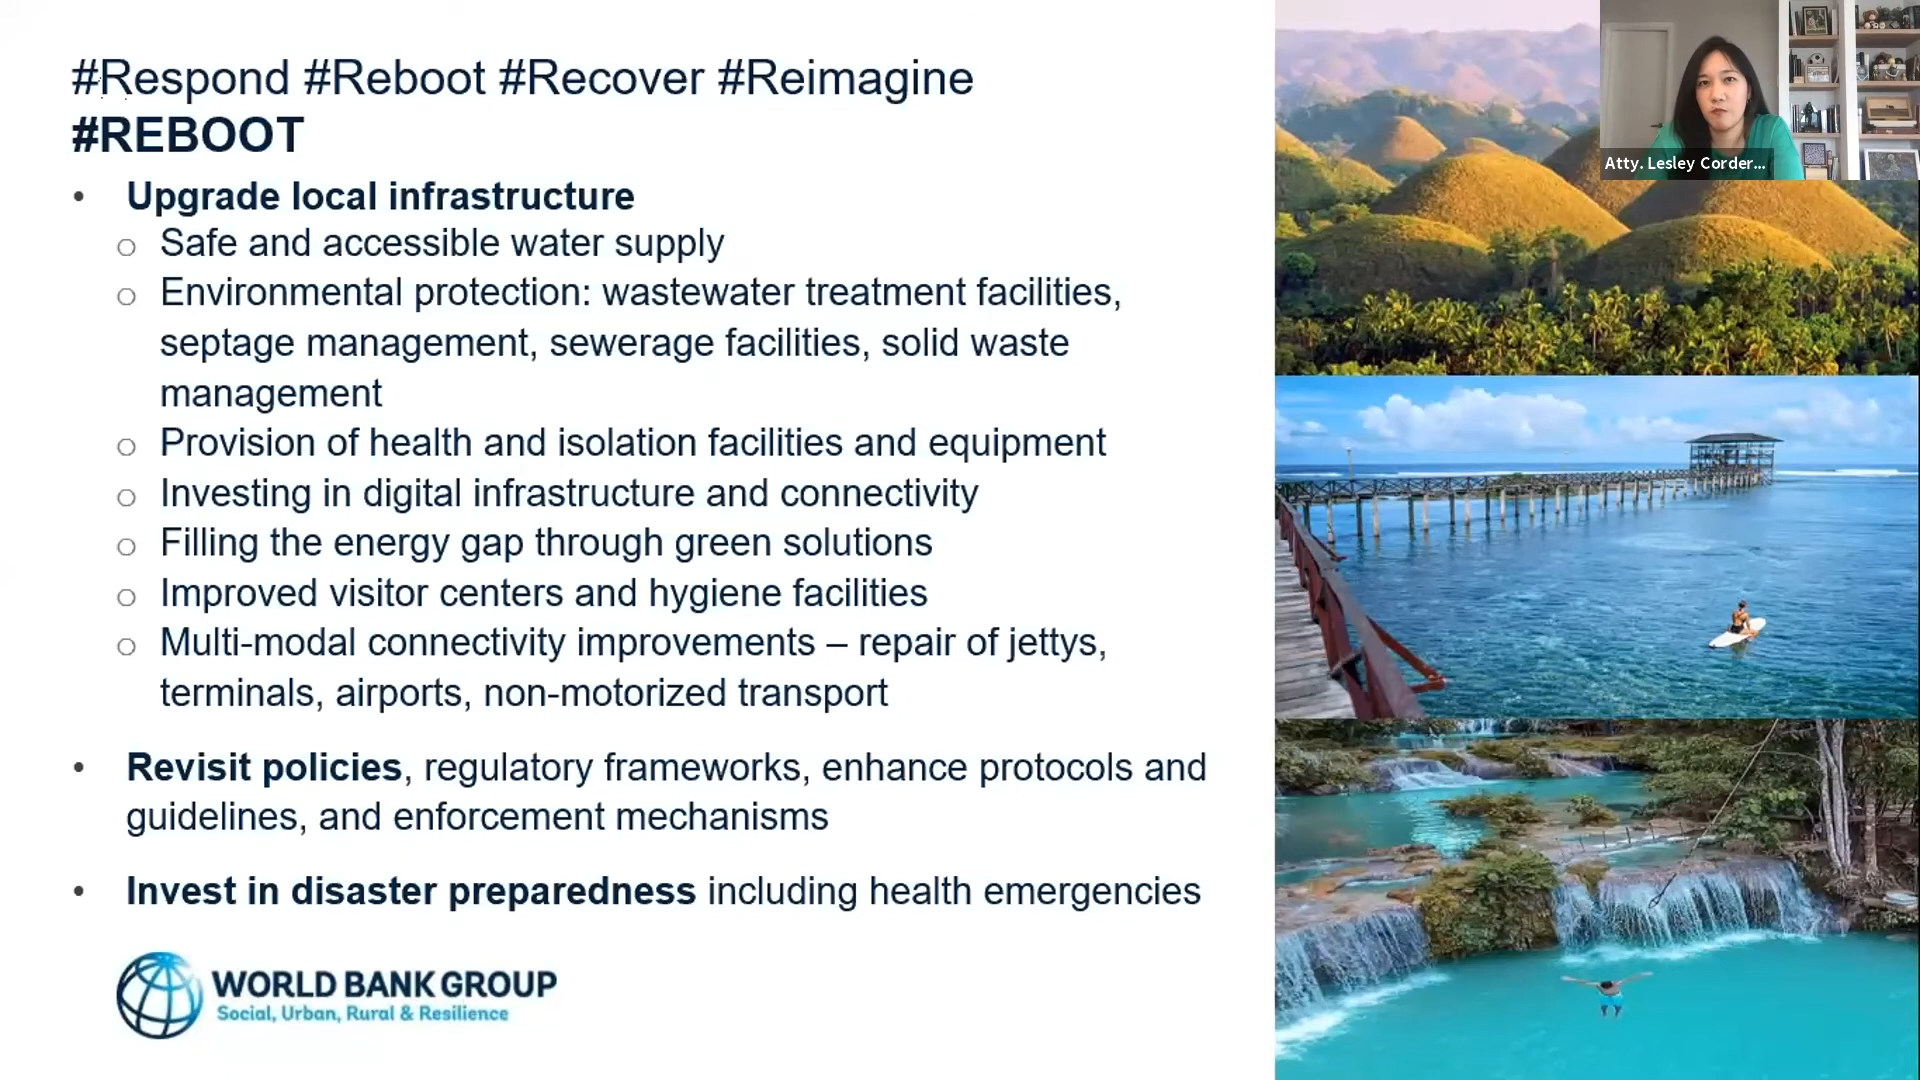 #Respond #Reboot #Recover #Reimagine
#REBOOT
• Upgrade local infrastructure
o Safe and accessible water supply
o Environmental protection: wastewater treatment facilities,
septage management, sewerage facilities, solid waste
management
o Provision of health and isolation facilities and equipment
o Investing in digital infrastructure and connectivity
o Filling the energy gap through green solutions
o Improved visitor centers and hygiene facilities
o Multi-modal connectivity improvements – repair of jettys,
terminals, airports, non-motorized transport
• Revisit policies, regulatory frameworks, enhance protocols and
guidelines, and enforcement mechanisms
• Invest in disaster preparedness including health emergencies
WORLD BANK GROUP
Social, Urban, Rural & Resilience
Atty. Lesley Corder...